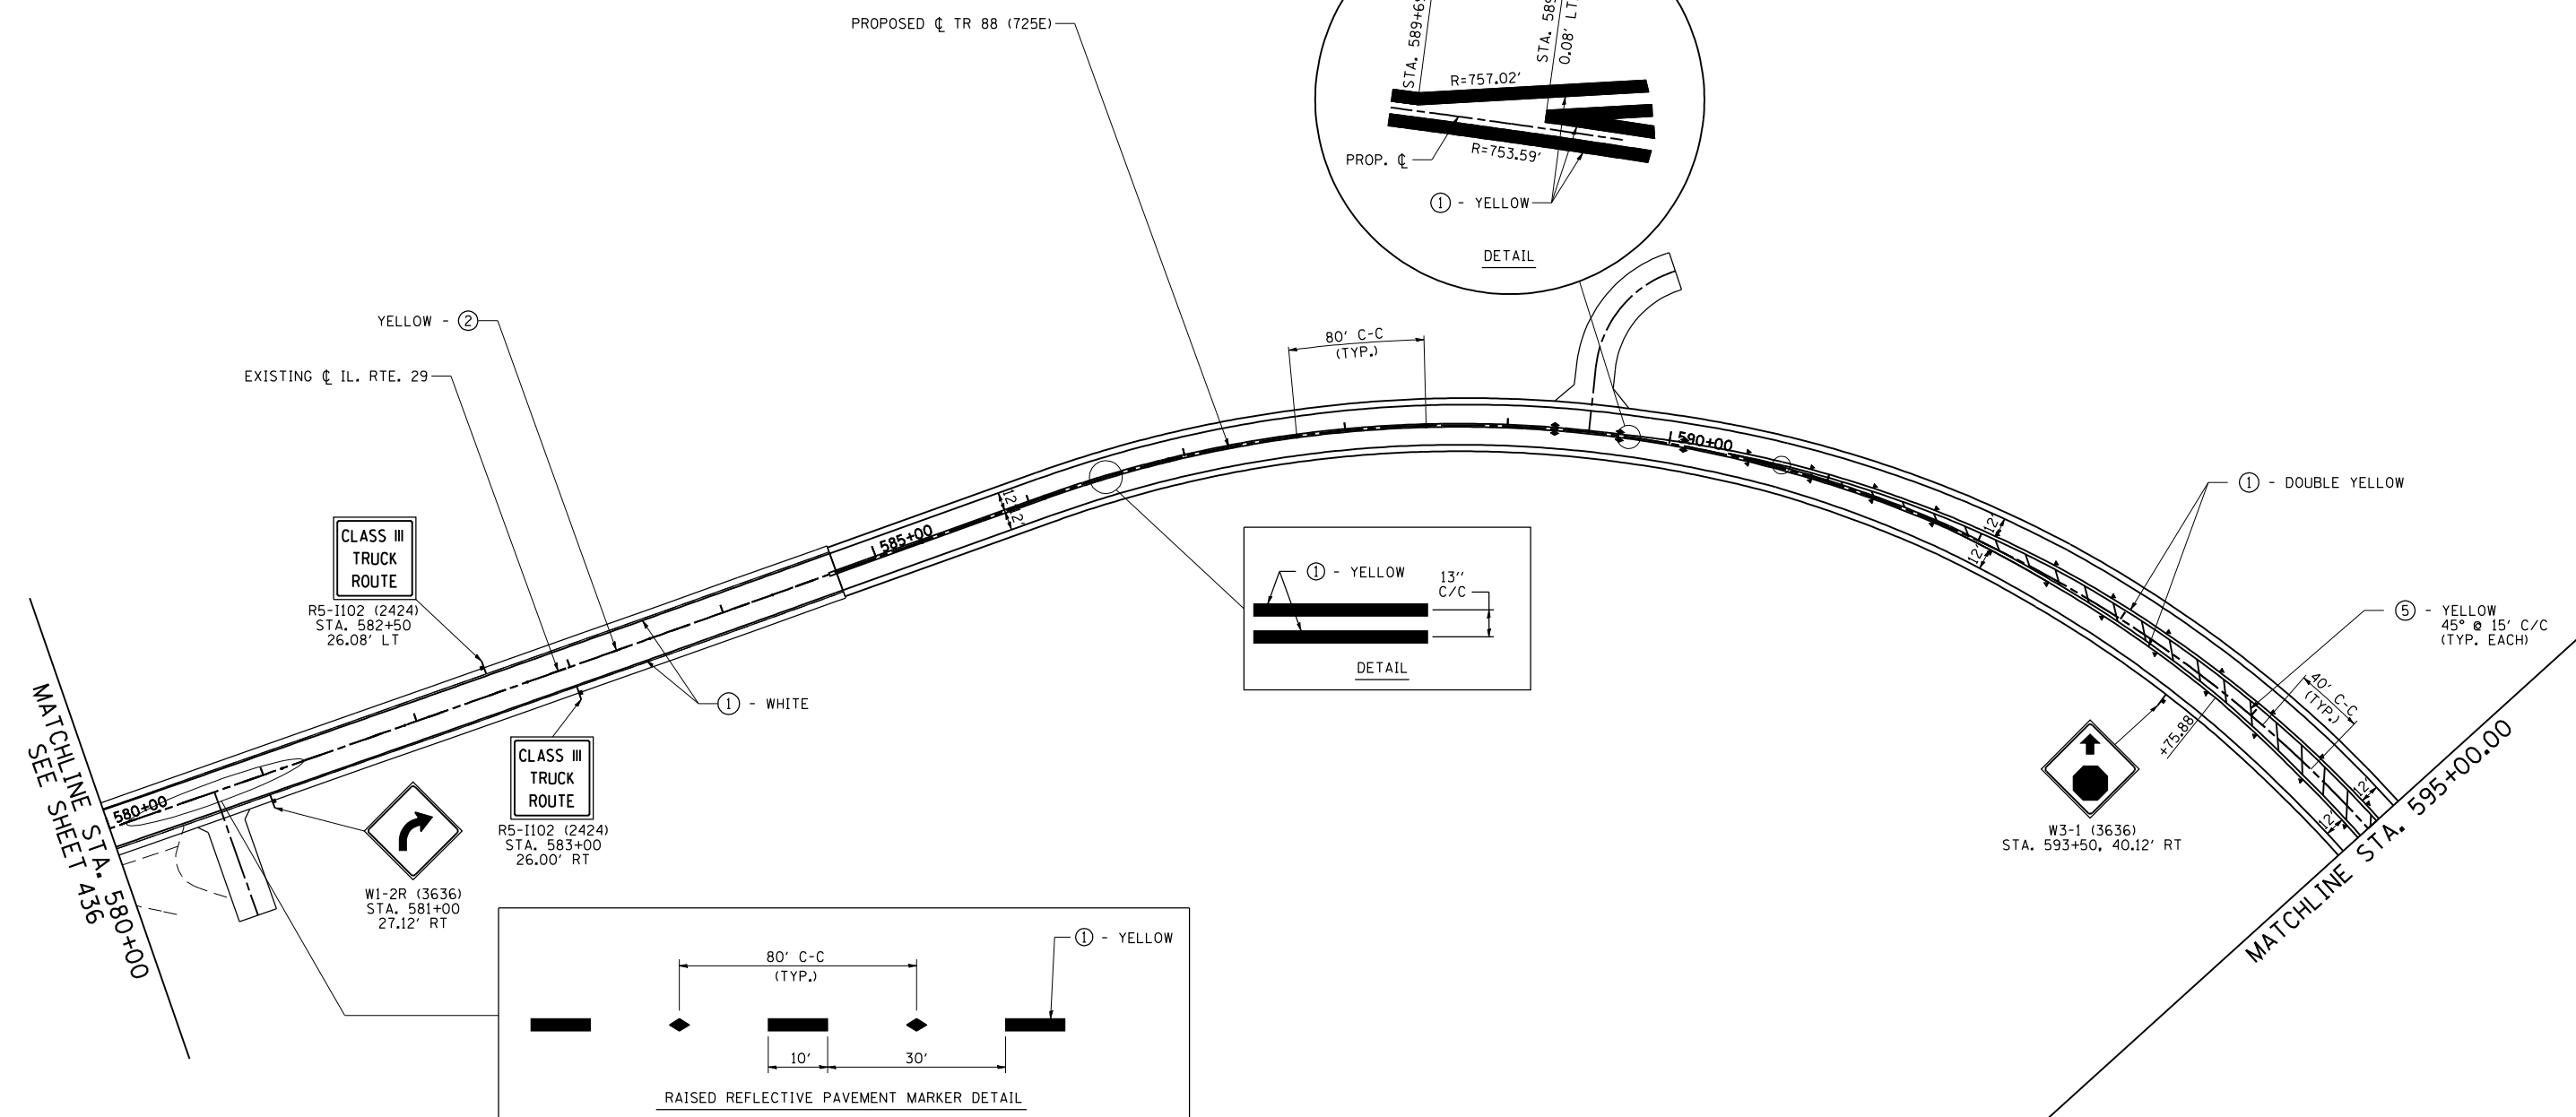 PROPOSED ℄ TR 88 (725E)
STA. 589+6
STA. 58
0.08' LT
R=757.02'
R=753.59'
PROP. ℄
① - YELLOW
DETAIL
YELLOW - ②
EXISTING ℄ IL. RTE. 29
80' C-C
(TYP.)
590+00
① - DOUBLE YELLOW
CLASS III
TRUCK
ROUTE
R5-I102 (2424)
STA. 582+50
26.08' LT
585+00
12'
12'
12'
12'
① - YELLOW
13''
C/C
DETAIL
⑤ - YELLOW
45° @ 15' C/C
(TYP. EACH)
40' C-C
(TYP.)
+75.88
① - WHITE
CLASS III
TRUCK
ROUTE
R5-I102 (2424)
STA. 583+00
26.00' RT
580+00
MATCHLINE STA. 580+00
SEE SHEET 436
W1-2R (3636)
STA. 581+00
27.12' RT
W3-1 (3636)
STA. 593+50, 40.12' RT
12'
12'
MATCHLINE STA. 595+00.00
① - YELLOW
80' C-C
(TYP.)
10'
30'
RAISED REFLECTIVE PAVEMENT MARKER DETAIL